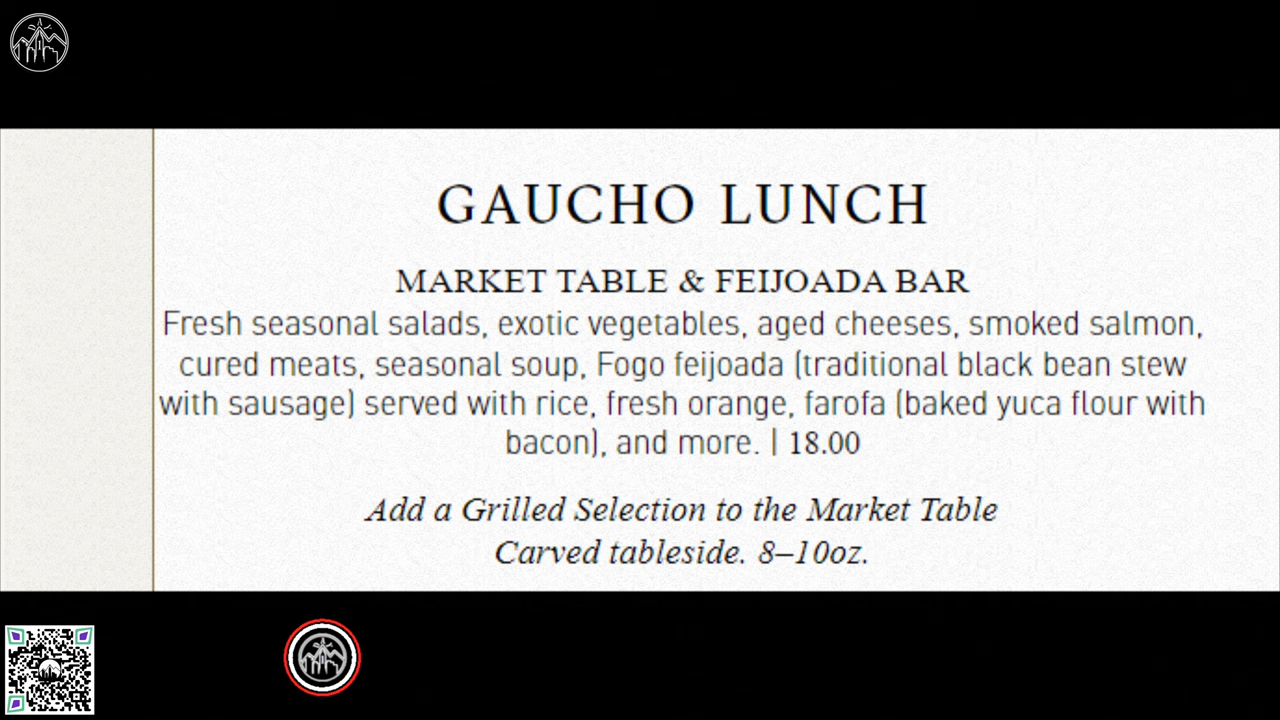 GAUCHO LUNCH
MARKET TABLE & FEIJOADA BAR
Fresh seasonal salads, exotic vegetables, aged cheeses, smoked salmon,
cured meats, seasonal soup, Fogo feijoada (traditional black bean stew
with sausage) served with rice, fresh orange, farofa (baked yuca flour with
bacon), and more. | 18.00
Add a Grilled Selection to the Market Table
Carved tableside. 8–10oz.